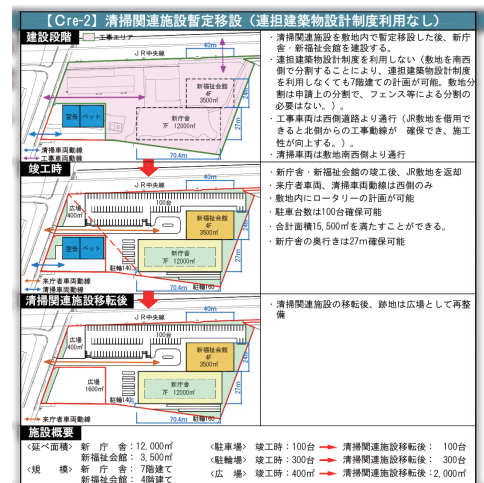 【Cre-2】清掃関連施設暫定移設（連担建築物設計制度利用なし）
建設段階
工事エリア
40m
JR中央線
新福祉会館
4F
3500㎡
24m
新庁舎
7F 12000㎡
27m
空缶
ペット
70.4m
清掃車両動線
工事車両動線
・清掃関連施設を敷地内で暫定移設した後、新庁
舎・新福祉会館を建設する。
・連担建築物設計制度を利用しない（敷地を南西
側で分割することにより、連担建築物設計制度
を利用しなくても7階建ての計画が可能。敷地分
割は申請上の分割で、フェンス等による分割の
必要はない。）。
・工事車両は西側道路より通行（JR敷地を借用で
きると北側からの工事動線が 確保でき、施工
性が向上する。）。
・清掃車両は敷地南西側より通行
竣工時
40m
JR中央線
広場
400㎡
100台
新福祉会館
4F
3500㎡
24m
新庁舎
7F 12000㎡
27m
空缶
ペット
駐輪140
70.4m
駐輪160
来庁者車両動線
清掃車両動線
・新庁舎・新福祉会館の竣工後、JR敷地を返却
・来庁者車両、清掃車両動線は西側のみ
・敷地内にロータリーの計画が可能
・駐車台数は100台確保可能
・合計面積15,500㎡を満たすことができる。
・新庁舎の奥行きは27m確保可能
清掃関連施設移転後
40m
JR中央線
広場
400㎡
100台
新福祉会館
4F
3500㎡
24m
広場
1600㎡
新庁舎
7F 12000㎡
27m
駐輪140
70.4m
駐輪160
来庁者車両動線
・清掃関連施設の移転後、跡地は広場として再整
備
施設概要
〈延べ面積〉 新 庁 舎：12,000㎡
新福祉会館： 3,500㎡
〈規 模〉 新 庁 舎： 7階建て
新福祉会館： 4階建て
〈駐車場〉 竣工時：100台 → 清掃関連施設移転後： 100台
〈駐輪場〉 竣工時：300台 → 清掃関連施設移転後： 300台
〈広 場〉 竣工時：400㎡ → 清掃関連施設移転後：2,000㎡